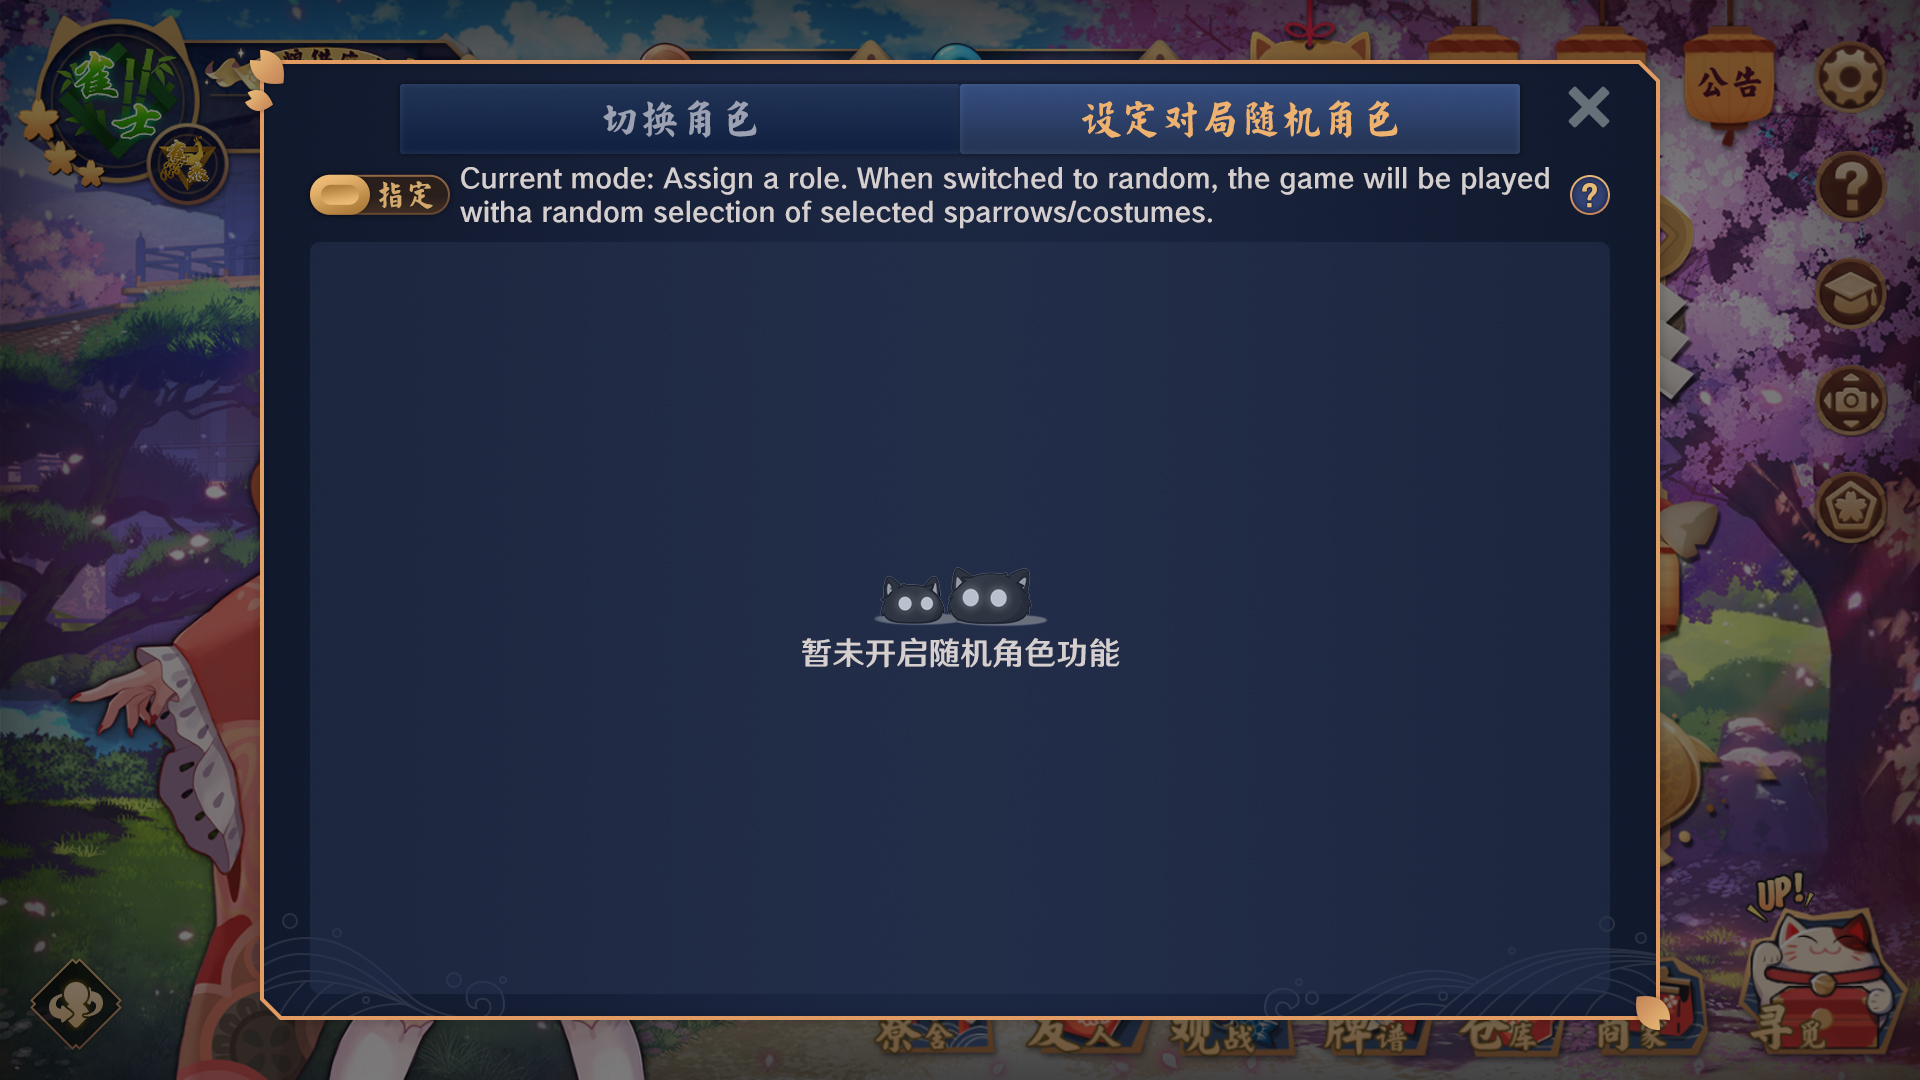 雀士
公告
切换角色
设定对局随机角色
指定
Current mode: Assign a role. When switched to random, the game will be played
witha random selection of selected sparrows/costumes.
?
暂未开启随机角色功能
UP!
寮舍
友人
观战
牌谱
仓库
商家
寻觅